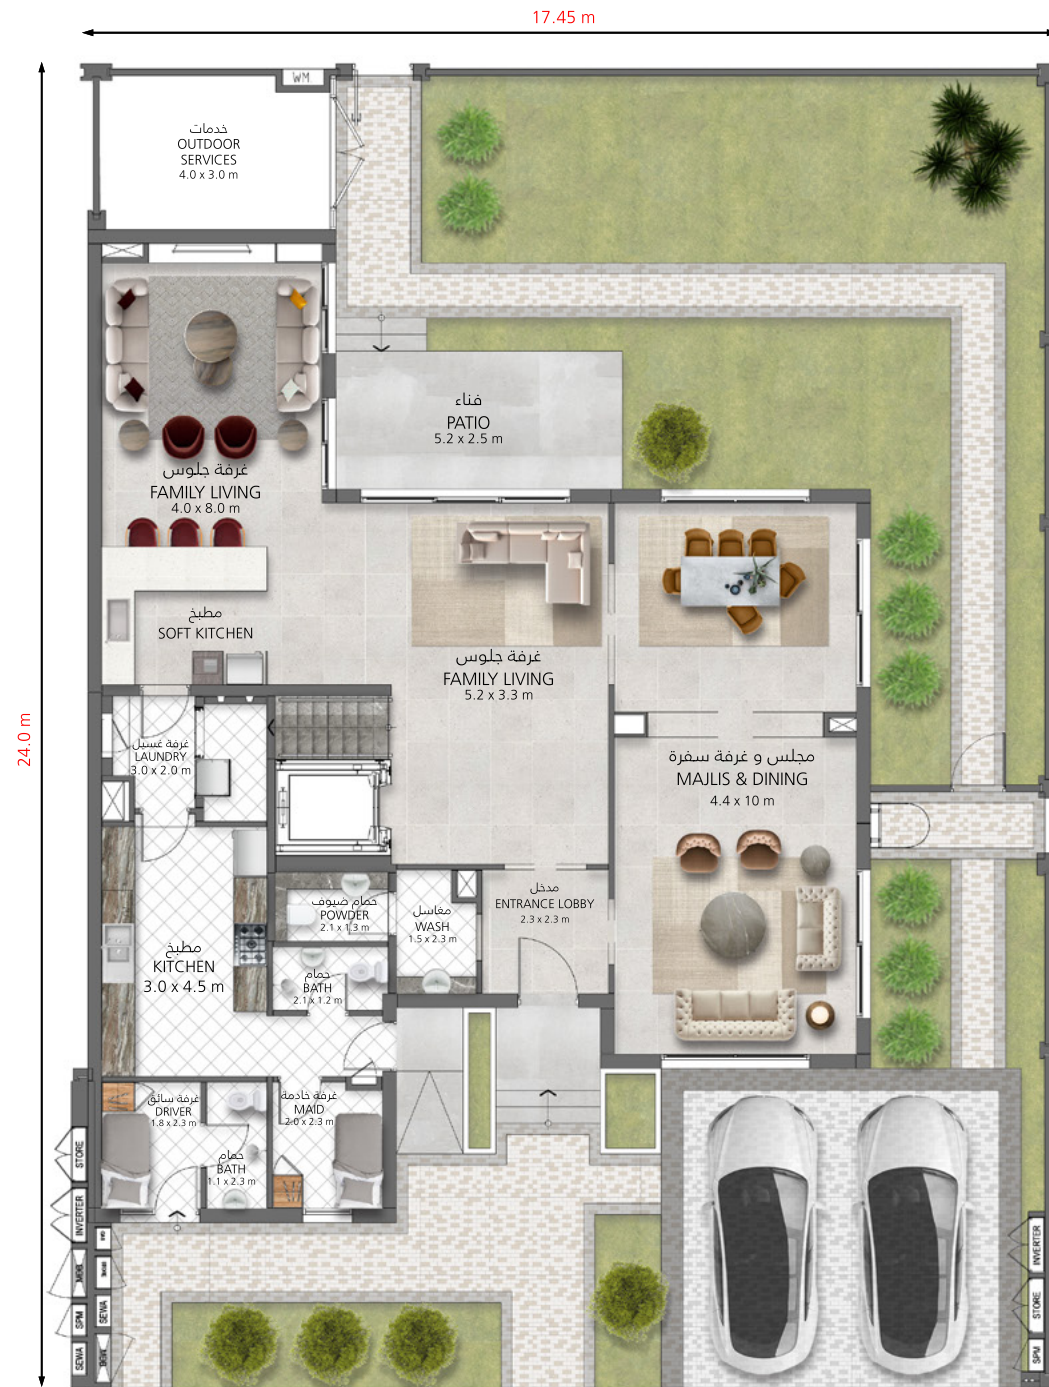 17.45 m
24.0 m
WM.
خدمات
OUTDOOR
SERVICES
4.0 x 3.0 m
فناء
PATIO
5.2 x 2.5 m
غرفة جلوس
FAMILY LIVING
4.0 x 8.0 m
مطبخ
SOFT KITCHEN
غرفة جلوس
FAMILY LIVING
5.2 x 3.3 m
غرفة غسيل
LAUNDRY
3.0 x 2.0 m
مجلس و غرفة سفرة
MAJLIS & DINING
4.4 x 10 m
حمام ضيوف
POWDER
2.1 x 1.3 m
مغاسل
WASH
1.5 x 2.3 m
مدخل
ENTRANCE LOBBY
2.3 x 2.3 m
مطبخ
KITCHEN
3.0 x 4.5 m
حمام
BATH
2.1 x 1.2 m
غرفة سائق
DRIVER
1.8 x 2.3 m
غرفة خادمة
MAID
2.0 x 2.3 m
حمام
BATH
1.1 x 2.3 m
STORE
INVERTER
MDB
SPM
SEWA
SEWA
INVERTER
STORE
SPM